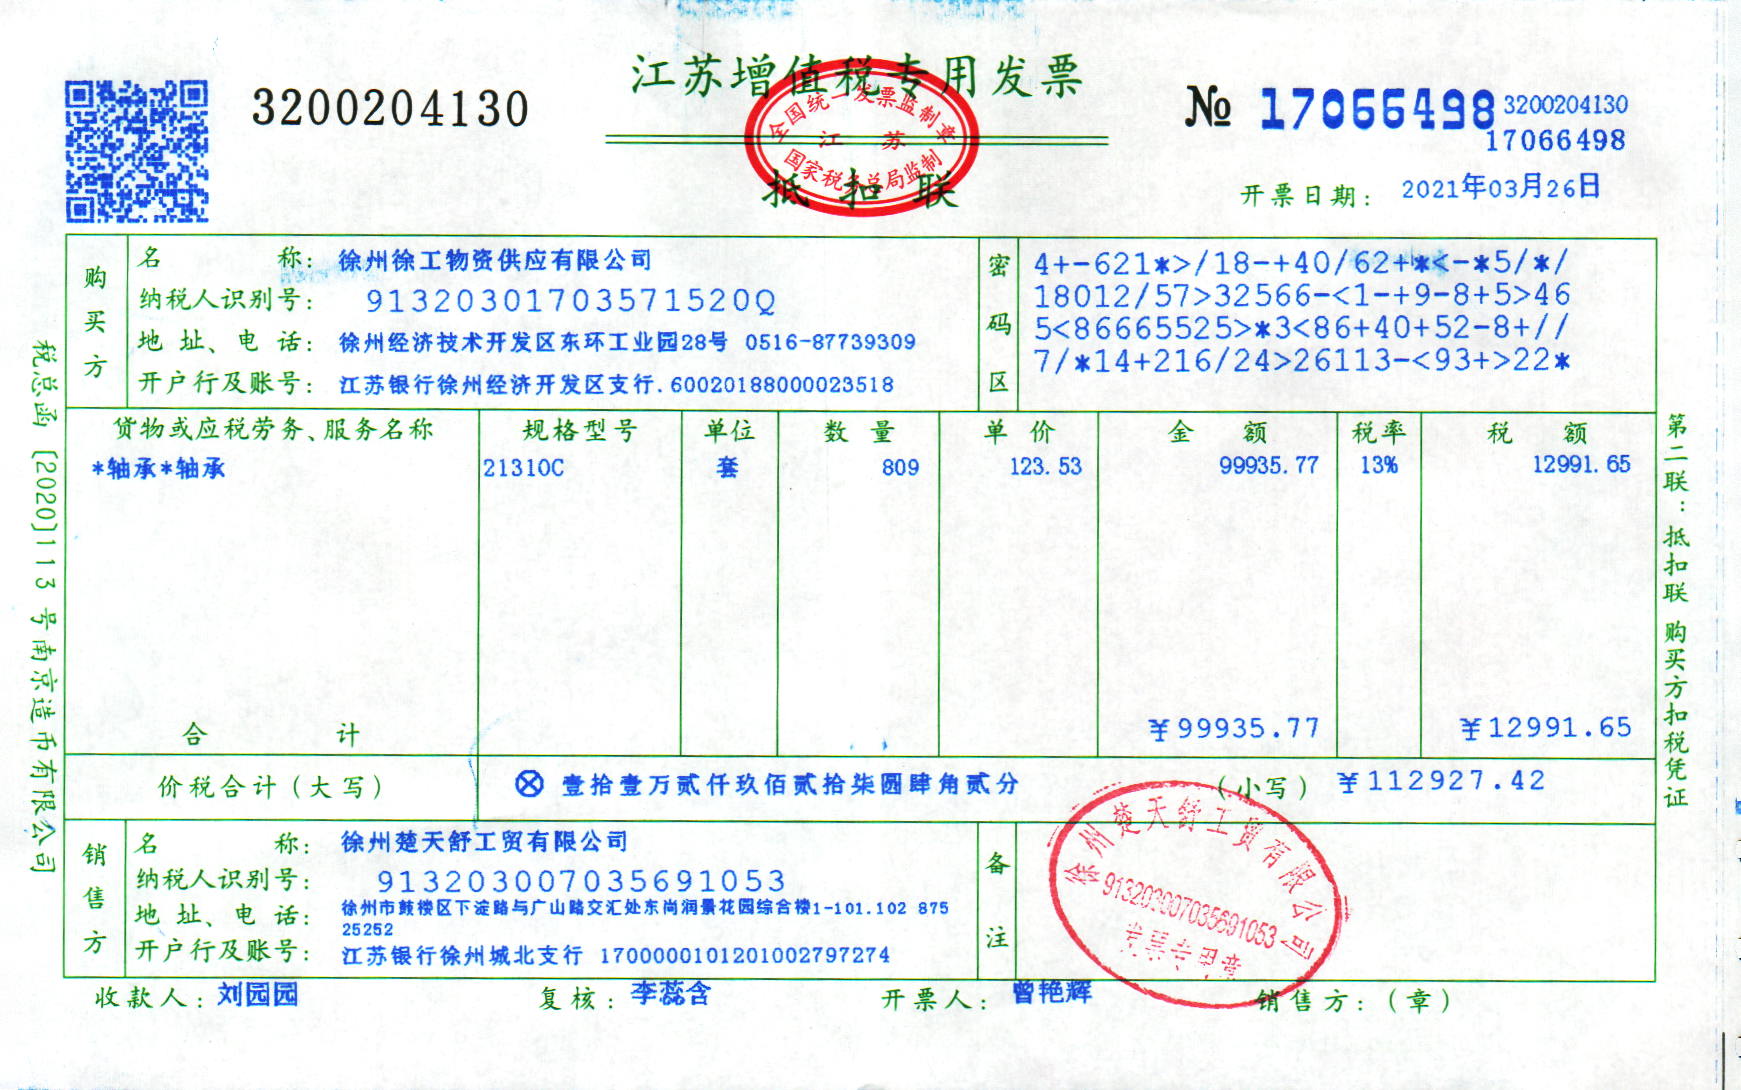 江苏增值税专用发票
3200204130
全国统一发票监制章
江苏
国家税务总局监制
抵扣联
№ 17066498
3200204130
17066498
开票日期: 2021年03月26日
税总函〔2020〕113号南京造币有限公司
购买方
名称: 徐州徐工物资供应有限公司
纳税人识别号: 91320301703571520Q
地址、电话: 徐州经济技术开发区东环工业园28号 0516-87739309
开户行及账号: 江苏银行徐州经济开发区支行.60020188000023518
密码区
4+-621*>/18-+40/62+*<-*5/*/
18012/57>32566-<1-+9-8+5>46
5<86665525>*3<86+40+52-8+//
7/*14+216/24>26113-<93+>22*
货物或应税劳务、服务名称 规格型号 单位 数量 单价 金额 税率 税额
*轴承*轴承 21310C 套 809 123.53 99935.77 13% 12991.65
合计 ¥99935.77 ¥12991.65
价税合计(大写) ⊗壹拾壹万贰仟玖佰贰拾柒圆肆角贰分 (小写) ¥112927.42
销售方
名称: 徐州楚天舒工贸有限公司
纳税人识别号: 913203007035691053
地址、电话: 徐州市鼓楼区下淀路与广山路交汇处东尚润景花园综合楼1-101.102 875
25252
开户行及账号: 江苏银行徐州城北支行 1700000101201002797274
备注
徐州楚天舒工贸有限公司
913203007035691053
发票专用章
收款人: 刘园园 复核: 李蕊含 开票人: 曾艳辉 销售方:(章)
第二联:抵扣联 购买方扣税凭证